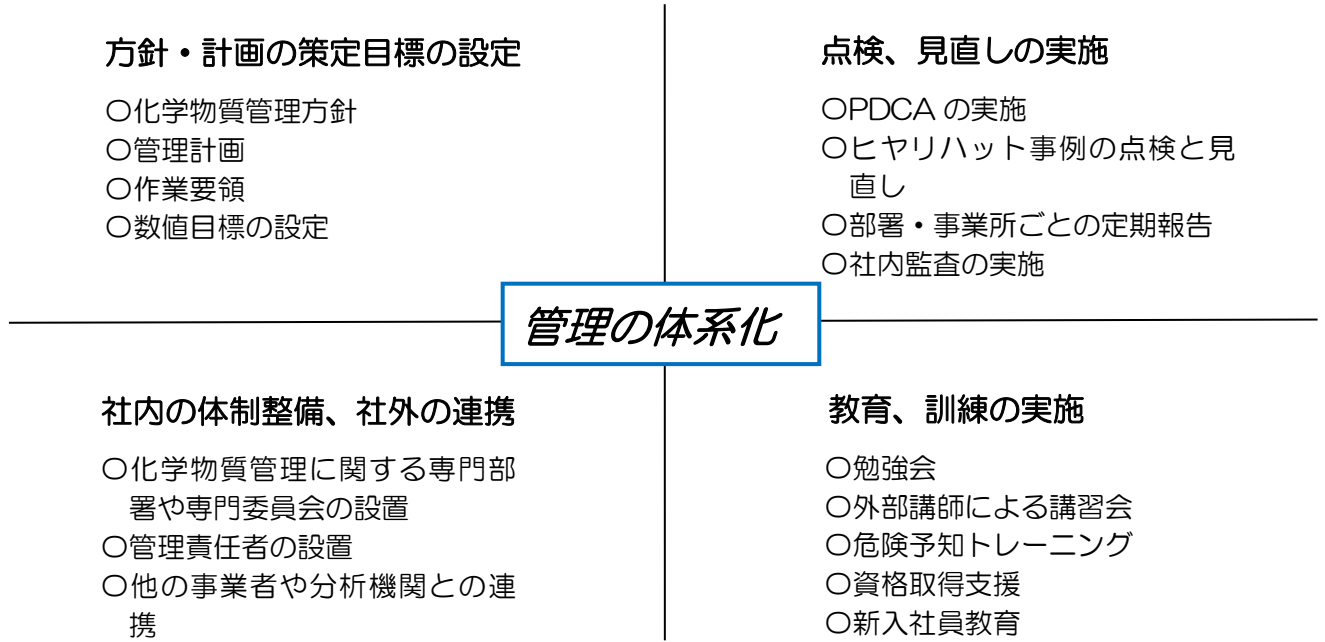 方針・計画の策定目標の設定
〇化学物質管理方針
〇管理計画
〇作業要領
〇数値目標の設定
点検、見直しの実施
〇PDCA の実施
〇ヒヤリハット事例の点検と見
直し
〇部署・事業所ごとの定期報告
〇社内監査の実施
管理の体系化
社内の体制整備、社外の連携
〇化学物質管理に関する専門部
署や専門委員会の設置
〇管理責任者の設置
〇他の事業者や分析機関との連
携
教育、訓練の実施
〇勉強会
〇外部講師による講習会
〇危険予知トレーニング
〇資格取得支援
〇新入社員教育